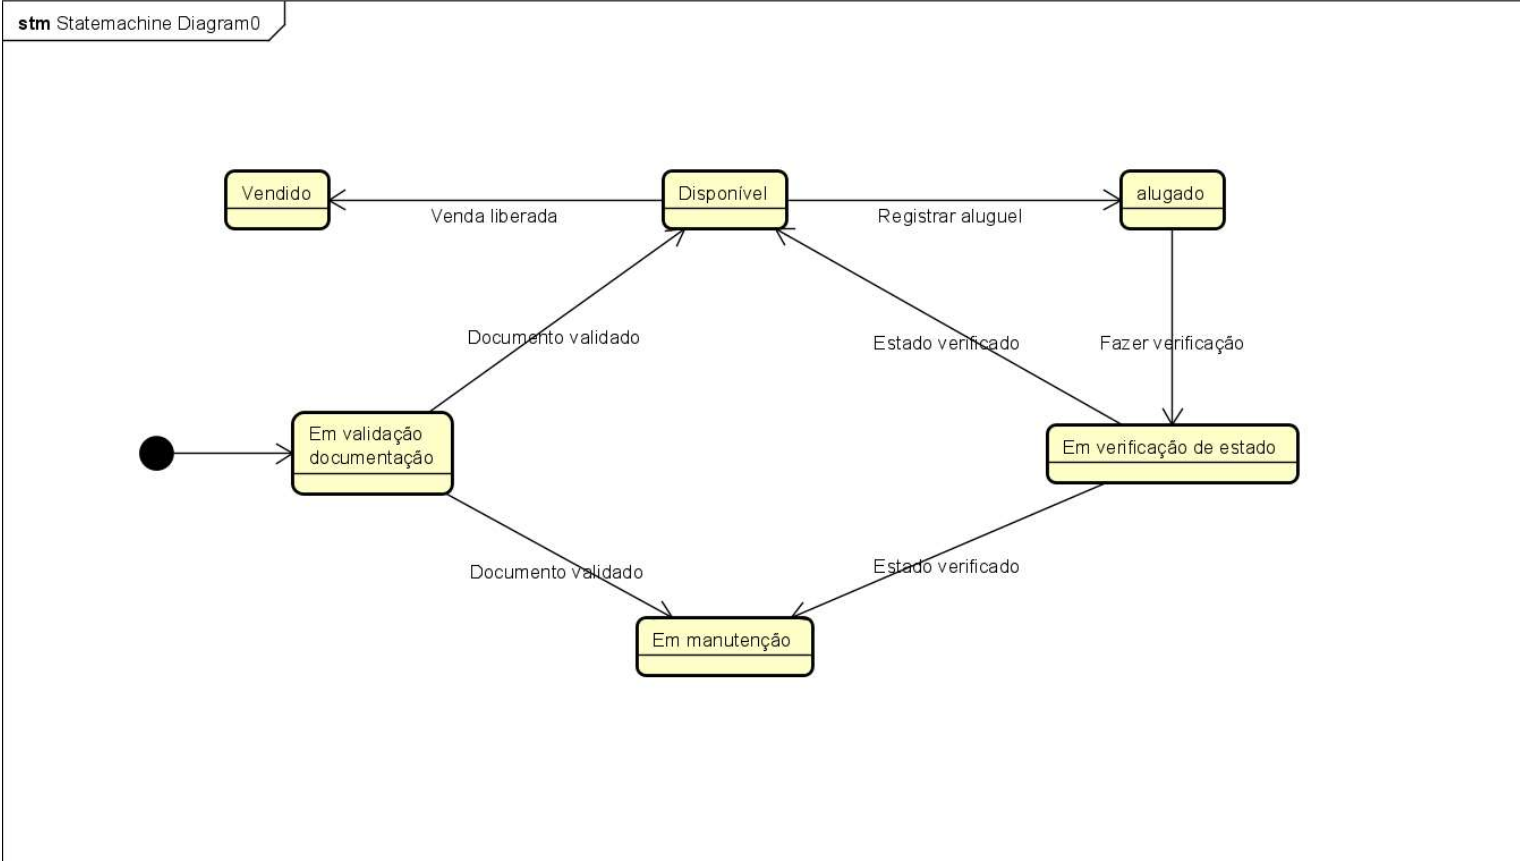 stm Statemachine Diagram0
Vendido
Disponível
alugado
Venda liberada
Registrar aluguel
Documento validado
Estado verificado
Fazer verificação
Em validação
documentação
Em verificação de estado
Documento validado
Estado verificado
Em manutenção